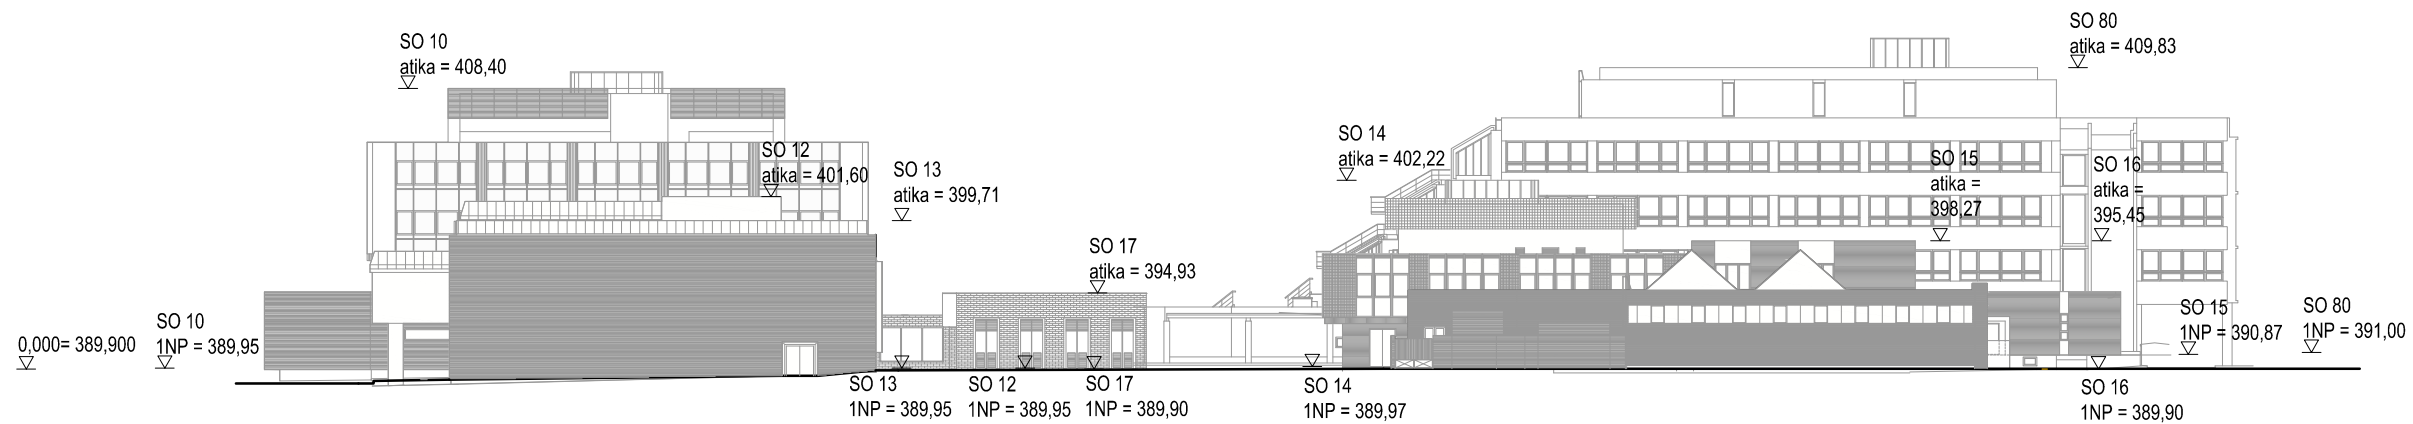 SO 10
atika = 408,40
SO 80
atika = 409,83
SO 12
atika = 401,60
SO 13
atika = 399,71
SO 14
atika = 402,22
SO 15
atika =
398,27
SO 16
atika =
395,45
SO 17
atika = 394,93
0,000= 389,900
SO 10
1NP = 389,95
SO 15
1NP = 390,87
SO 80
1NP = 391,00
SO 13
1NP = 389,95
SO 12
1NP = 389,95
SO 17
1NP = 389,90
SO 14
1NP = 389,97
SO 16
1NP = 389,90